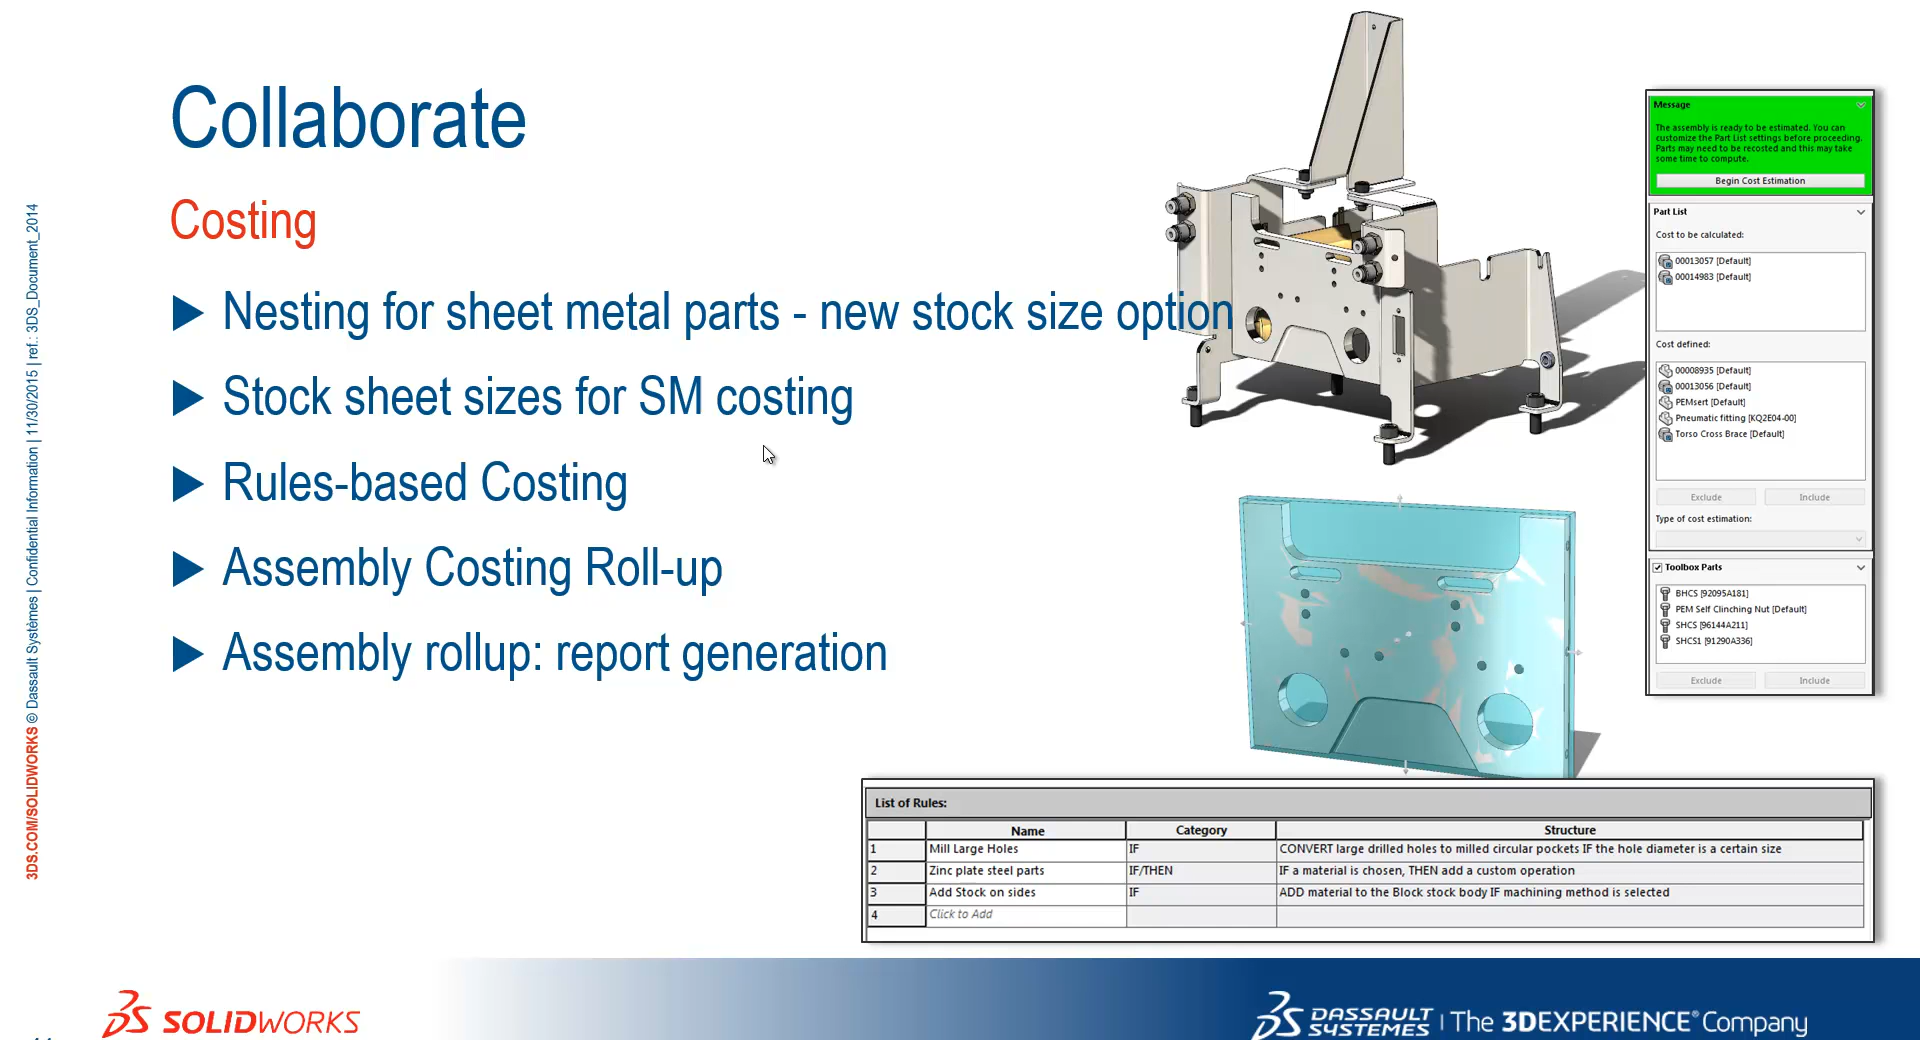 Collaborate
Costing
Nesting for sheet metal parts - new stock size option
Stock sheet sizes for SM costing
Rules-based Costing
Assembly Costing Roll-up
Assembly rollup: report generation
3DS.COM/SOLIDWORKS © Dassault Systèmes | Confidential Information | 11/30/2015 | ref.: 3DS_Document_2014
Message
The assembly is ready to be estimated. You can
customize the Part List settings before proceeding.
Parts may need to be recosted and this may take
some time to compute.
Begin Cost Estimation
Part List
Cost to be calculated:
00013057 [Default]
00014983 [Default]
Cost defined:
00008935 [Default]
00013056 [Default]
PEMsert [Default]
Pneumatic fitting [KQ2E04-00]
Torso Cross Brace [Default]
Exclude Include
Type of cost estimation:
Toolbox Parts
BHCS [92095A181]
PEM Self Clinching Nut [Default]
SHCS [96144A211]
SHCS1 [91290A336]
Exclude Include
List of Rules:
Name Category Structure
1 Mill Large Holes IF CONVERT large drilled holes to milled circular pockets IF the hole diameter is a certain size
2 Zinc plate steel parts IF/THEN IF a material is chosen, THEN add a custom operation
3 Add Stock on sides IF ADD material to the Block stock body IF machining method is selected
4 Click to Add
SOLIDWORKS
DASSAULT SYSTEMES | The 3DEXPERIENCE® Company